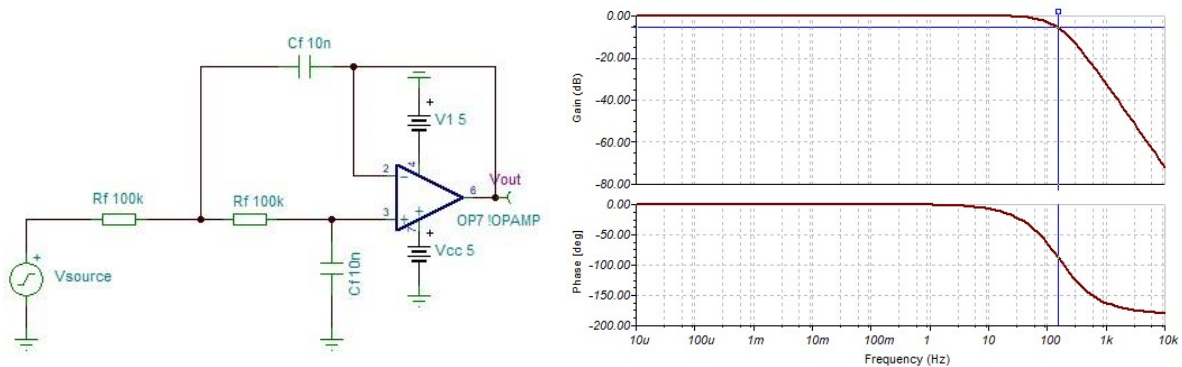 Cf 10n
V1 5
2
4
Vout
6
Rf 100k
Rf 100k
3
OP7 !OPAMP
7
Vcc 5
Cf 10n
Vsource
0.00
-20.00
Gain (dB)
-40.00
-60.00
-80.00
0.00
-50.00
Phase [deg]
-100.00
-150.00
-200.00
10u 100u 1m 10m 100m 1 10 100 1k 10k
Frequency (Hz)